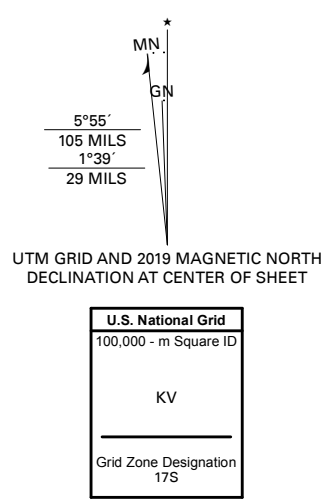 MN
GN
5°55´
105 MILS
1°39´
29 MILS
UTM GRID AND 2019 MAGNETIC NORTH
DECLINATION AT CENTER OF SHEET
U.S. National Grid
100,000 - m Square ID
KV
Grid Zone Designation
17S